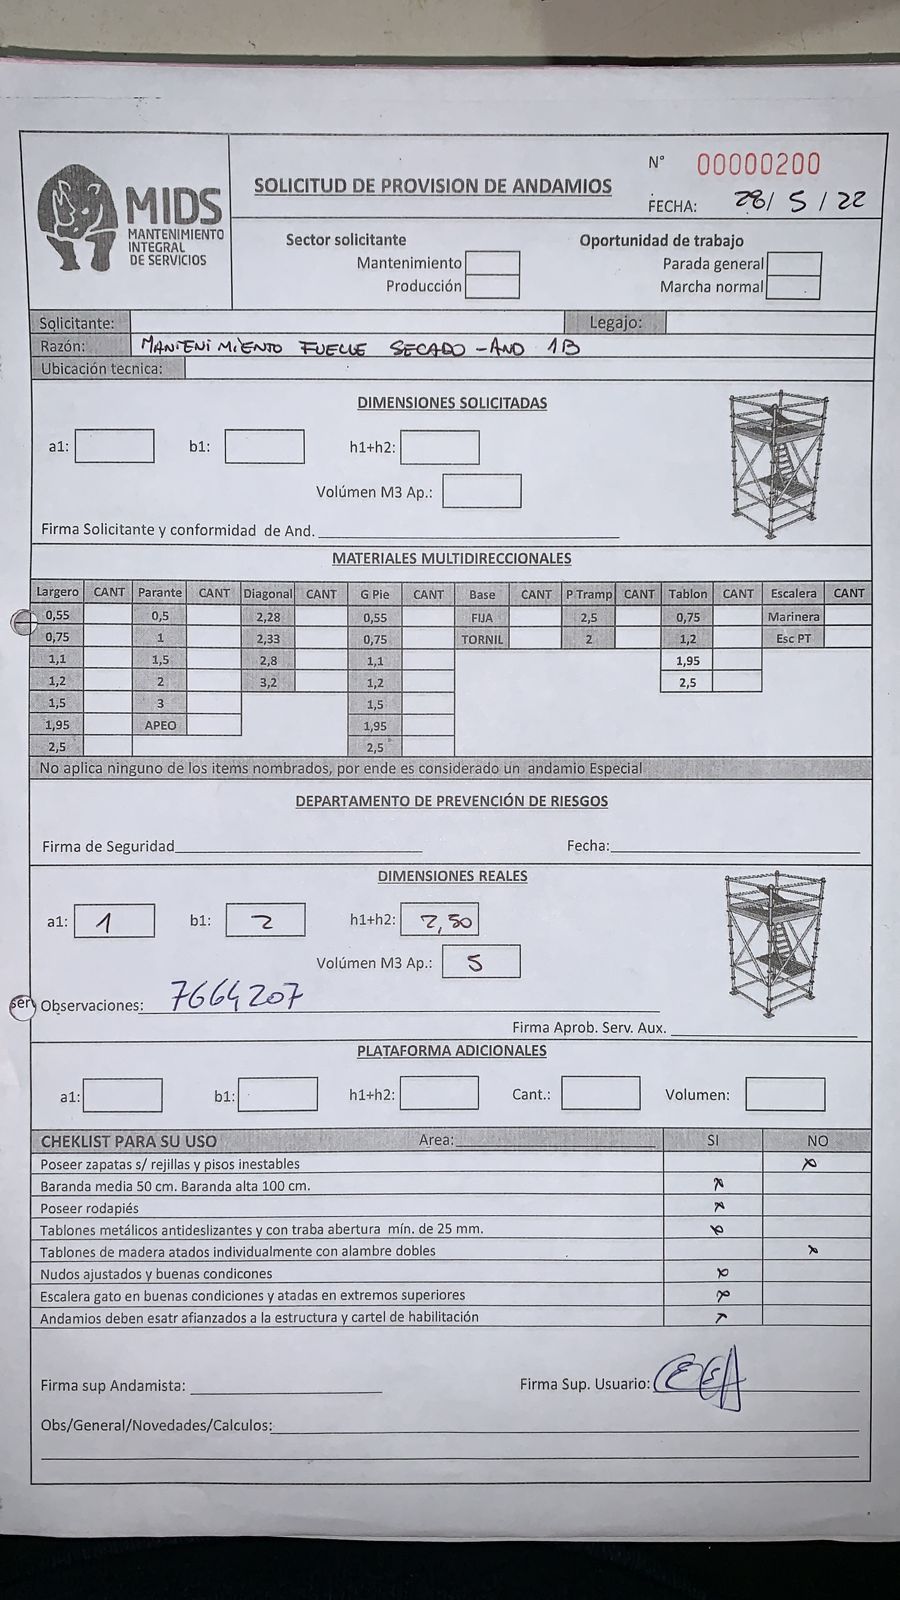 MIDS
MANTENIMIENTO
INTEGRAL
DE SERVICIOS
SOLICITUD DE PROVISION DE ANDAMIOS
N° 00000200
FECHA: 28/ 5 / 22
Sector solicitante Oportunidad de trabajo
Mantenimiento Parada general
Producción Marcha normal
Solicitante: Legajo:
Razón: MANTENIMIENTO FUELLE SECADO - AND 1B
Ubicación tecnica:
DIMENSIONES SOLICITADAS
a1: b1: h1+h2:
Volúmen M3 Ap.:
Firma Solicitante y conformidad de And.
MATERIALES MULTIDIRECCIONALES
Largero CANT Parante CANT Diagonal CANT G Pie CANT Base CANT P Tramp CANT Tablon CANT Escalera CANT
0,55 0,5 2,28 0,55 FIJA 2,5 0,75 Marinera
0,75 1 2,33 0,75 TORNIL 2 1,2 Esc PT
1,1 1,5 2,8 1,1 1,95
1,2 2 3,2 1,2 2,5
1,5 3 1,5
1,95 APEO 1,95
2,5 2,5
No aplica ninguno de los items nombrados, por ende es considerado un andamio Especial
DEPARTAMENTO DE PREVENCIÓN DE RIESGOS
Firma de Seguridad Fecha:
DIMENSIONES REALES
a1: 1 b1: 2 h1+h2: 2,50
Volúmen M3 Ap.: 5
ser
Observaciones: 7664207
Firma Aprob. Serv. Aux.
PLATAFORMA ADICIONALES
a1: b1: h1+h2: Cant.: Volumen:
CHEKLIST PARA SU USO Area: SI NO
Poseer zapatas s/ rejillas y pisos inestables x
Baranda media 50 cm. Baranda alta 100 cm. x
Poseer rodapiés x
Tablones metálicos antideslizantes y con traba abertura mín. de 25 mm. x
Tablones de madera atados individualmente con alambre dobles x
Nudos ajustados y buenas condicones x
Escalera gato en buenas condiciones y atadas en extremos superiores x
Andamios deben esatr afianzados a la estructura y cartel de habilitación x
Firma sup Andamista: Firma Sup. Usuario:
Obs/General/Novedades/Calculos: